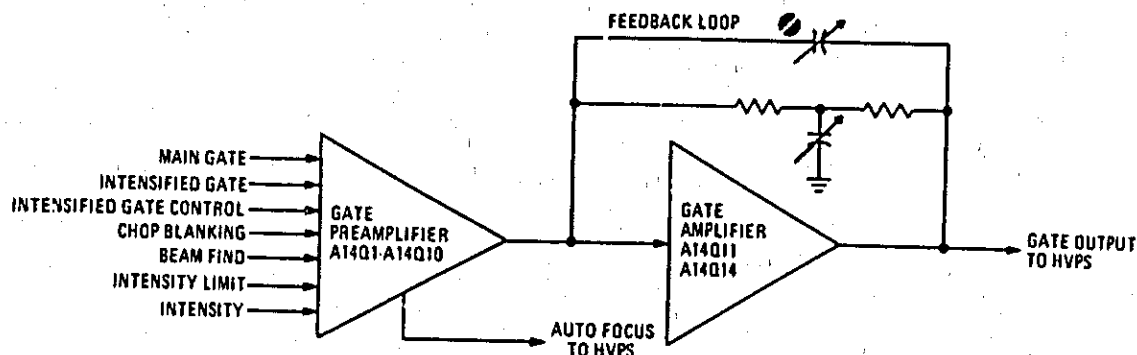 FEEDBACK LOOP
MAIN GATE
INTENSIFIED GATE
INTENSIFIED GATE CONTROL
CHOP BLANKING
BEAM FIND
INTENSITY LIMIT
INTENSITY
GATE
PREAMPLIFIER
A14Q1-A14Q10
GATE
AMPLIFIER
A14Q11
A14Q14
GATE OUTPUT
TO HVPS
AUTO FOCUS
TO HVPS